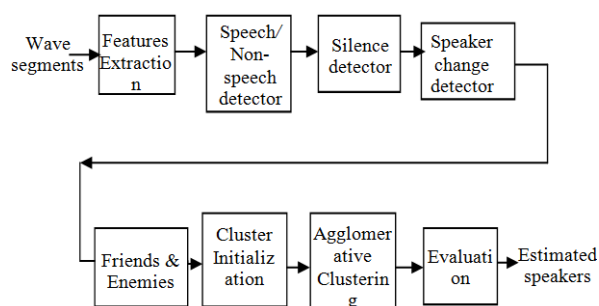 Wave
segments
Features
Extractio
n
Speech/
Non-
speech
detector
Silence
detector
Speaker
change
detector
Friends &
Enemies
Cluster
Initializ
ation
Agglomer
ative
Clusterin
g
Evaluati
on
Estimated
speakers